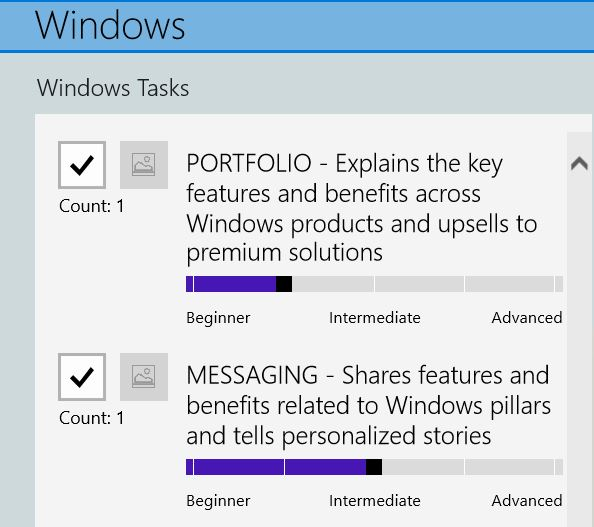 Windows
Windows Tasks
PORTFOLIO - Explains the key
features and benefits across
Windows products and upsells to
premium solutions
Count: 1
Beginner Intermediate Advanced
MESSAGING - Shares features and
benefits related to Windows pillars
and tells personalized stories
Count: 1
Beginner Intermediate Advanced